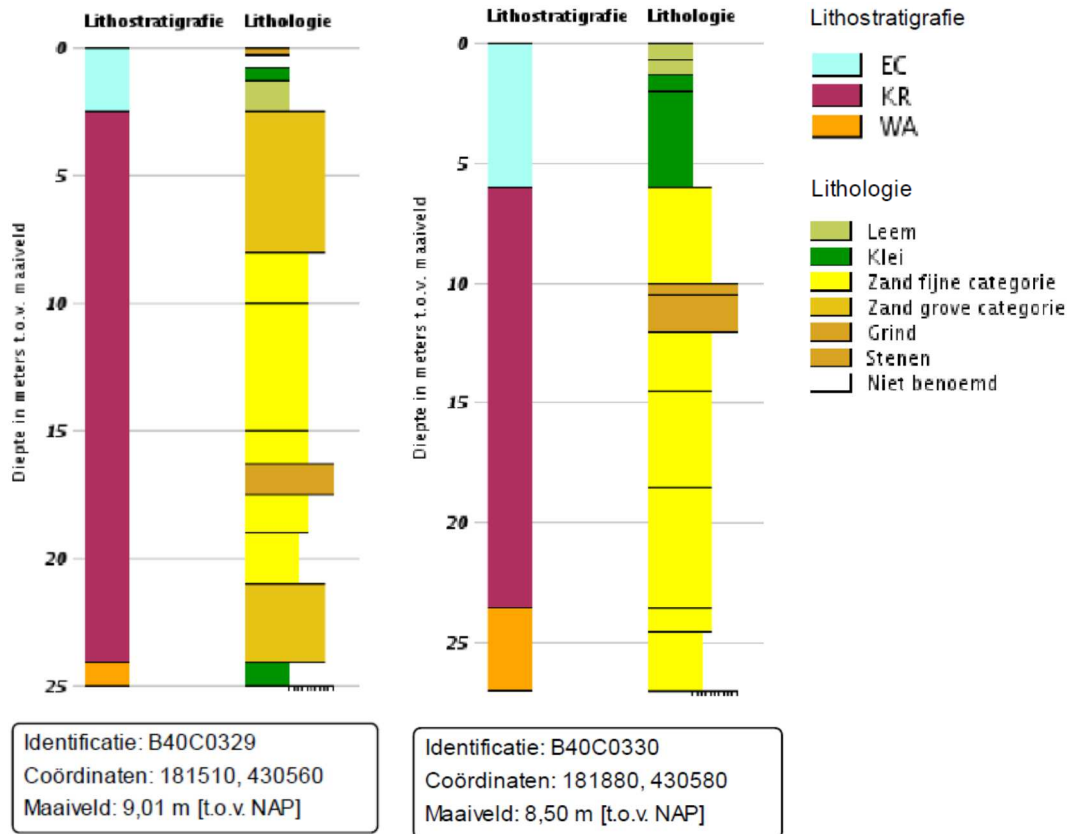 Lithostratigrafie Lithologie
0
5
10
15
20
25
Diepte in meters t.o.v. maaiveld
Identificatie: B40C0329
Coördinaten: 181510, 430560
Maaiveld: 9,01 m [t.o.v. NAP]
Lithostratigrafie Lithologie
0
5
10
15
20
25
Diepte in meters t.o.v. maaiveld
Identificatie: B40C0330
Coördinaten: 181880, 430580
Maaiveld: 8,50 m [t.o.v. NAP]
Lithostratigrafie
EC
KR
WA
Lithologie
Leem
Klei
Zand fijne categorie
Zand grove categorie
Grind
Stenen
Niet benoemd